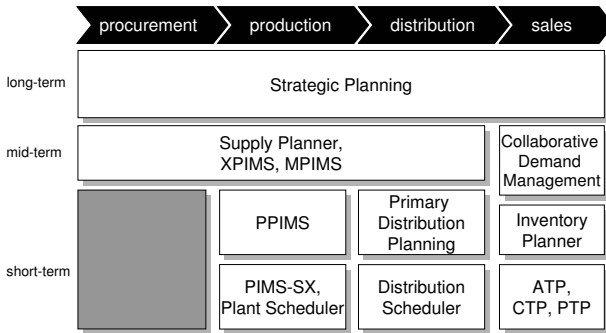 procurement production distribution sales
long-term
Strategic Planning
mid-term
Supply Planner,
XPIMS, MPIMS
Collaborative
Demand
Management
short-term
PPIMS
Primary
Distribution
Planning
Inventory
Planner
PIMS-SX,
Plant Scheduler
Distribution
Scheduler
ATP,
CTP, PTP